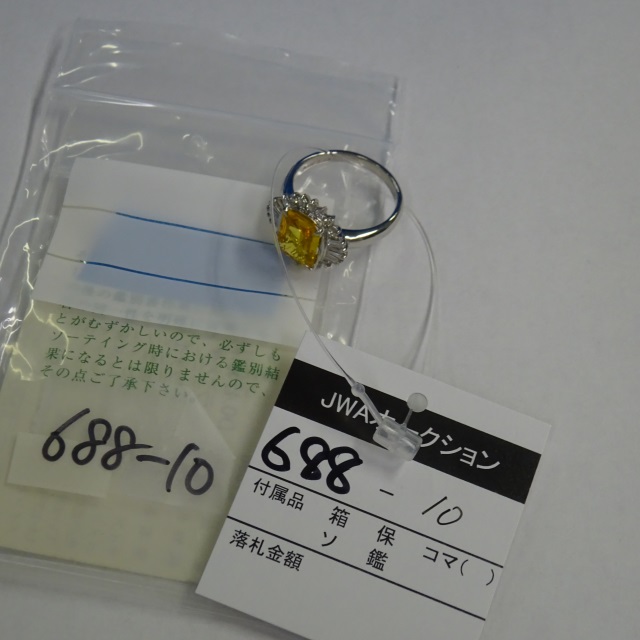 とがむずかしいので、必ずしも
ソーティング時における鑑別結
果になるとは限りませんので、
その点ご了承下さい
688-10
JWAオークション
688 - 10
付属品 箱 保 コマ( )
ソ 鑑
落札金額